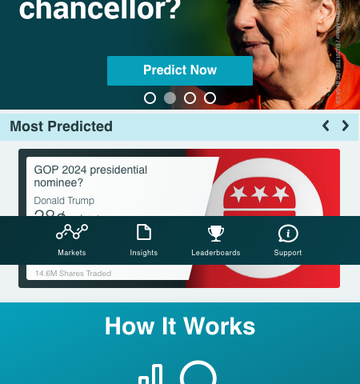 chancellor?
Predict Now
Most Predicted
GOP 2024 presidential
nominee?
Donald Trump
Markets
Insights
Leaderboards
Support
14.6M Shares Traded
How It Works